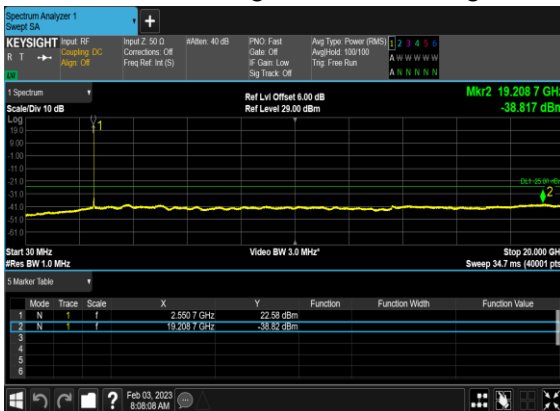 Spectrum Analyzer 1
Swept SA
KEYSIGHT
R T
LV
Input: RF
Coupling: DC
Align: Off
Input Z: 50 Ω
Corrections: Off
Freq Ref: Int (S)
#Atten: 40 dB
PNO: Fast
Gate: Off
IF Gain: Low
Sig Track: Off
Avg Type: Power (RMS)
Avg|Hold: 100/100
Trig: Free Run
1 2 3 4 5 6
A W W W W W
A N N N N N
1 Spectrum
Scale/Div 10 dB
Ref Lvl Offset 6.00 dB
Ref Level 29.00 dBm
Mkr2 19.208 7 GHz
-38.817 dBm
Log
19.0
9.00
-1.00
-11.0
-21.0
-31.0
-41.0
-51.0
-61.0
1
DL1 -25.00 dBm
2
Start 30 MHz
#Res BW 1.0 MHz
Video BW 3.0 MHz*
Stop 20.000 GH
Sweep 34.7 ms (40001 pts
5 Marker Table
Mode Trace Scale X Y Function Function Width Function Value
1 N 1 f 2.550 7 GHz 22.58 dBm
2 N 1 f 19.208 7 GHz -38.82 dBm
3
4
5
6
?
Feb 03, 2023
8:08:08 AM